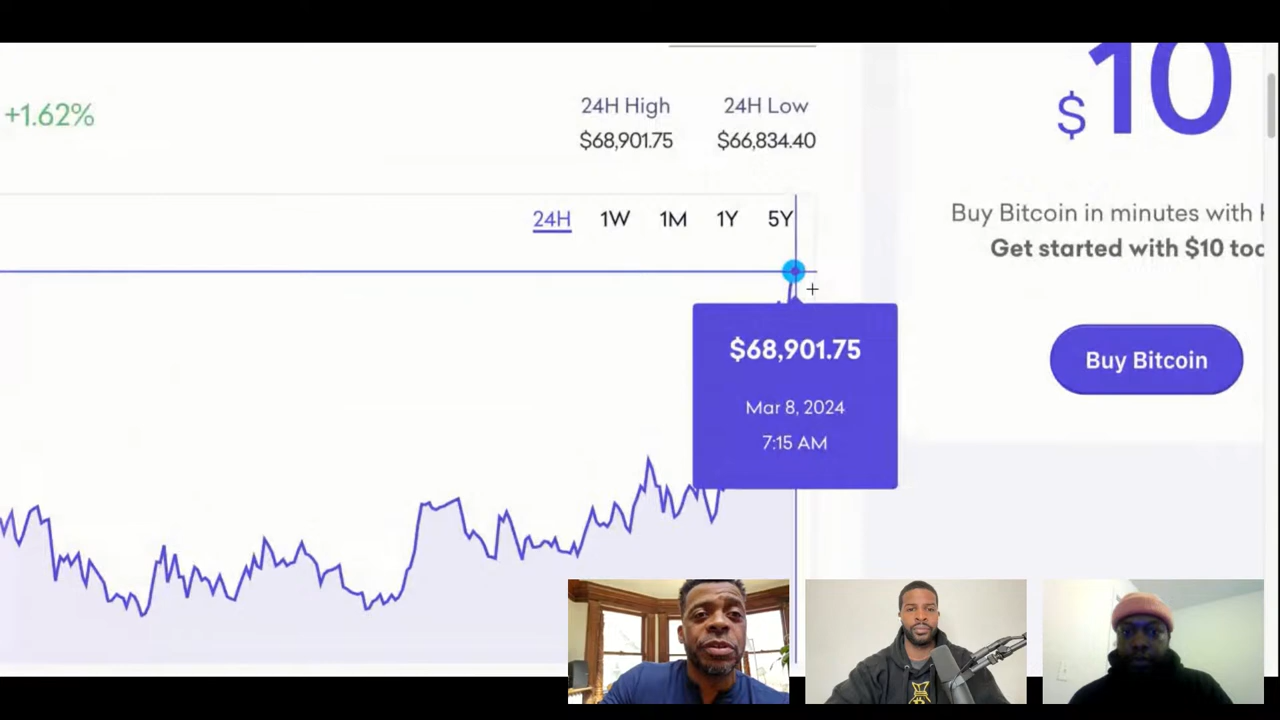 $10
+1.62%
24H High
24H Low
$68,901.75
$66,834.40
24H
1W
1M
1Y
5Y
Buy Bitcoin in minutes with
Get started with $10
$68,901.75
Mar 8, 2024
7:15 AM
Buy Bitcoin